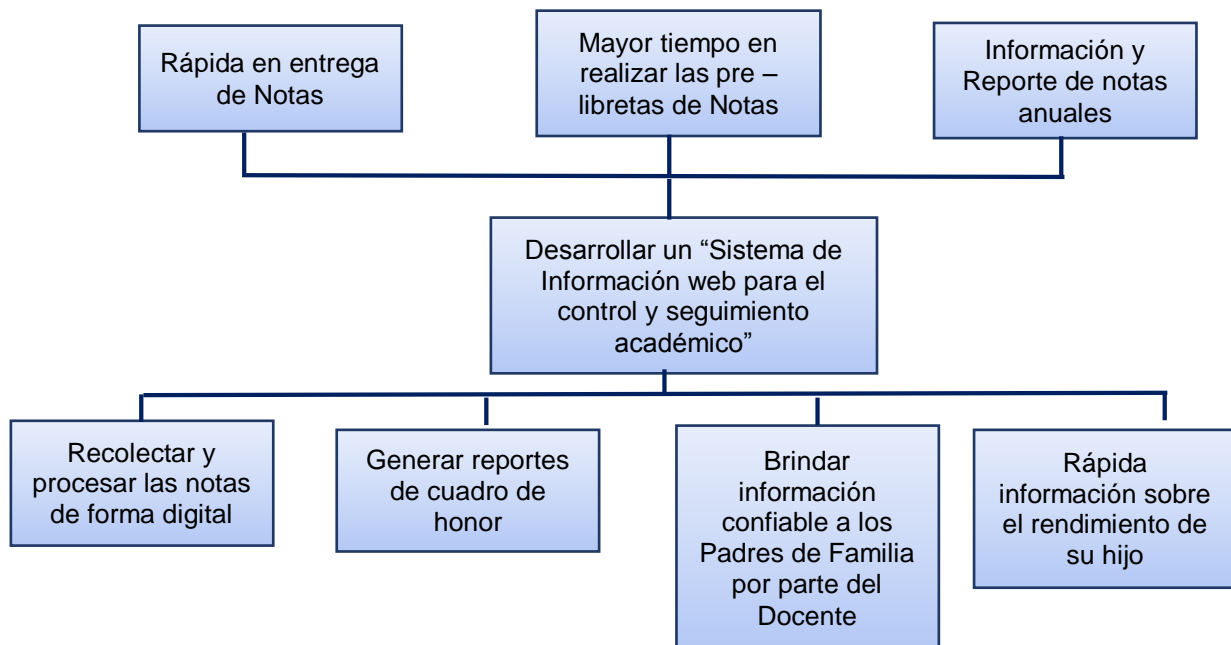 Rápida en entrega
de Notas
Mayor tiempo en
realizar las pre –
libretas de Notas
Información y
Reporte de notas
anuales
Desarrollar un “Sistema de
Información web para el
control y seguimiento
académico”
Recolectar y
procesar las notas
de forma digital
Generar reportes
de cuadro de
honor
Brindar
información
confiable a los
Padres de Familia
por parte del
Docente
Rápida
información sobre
el rendimiento de
su hijo